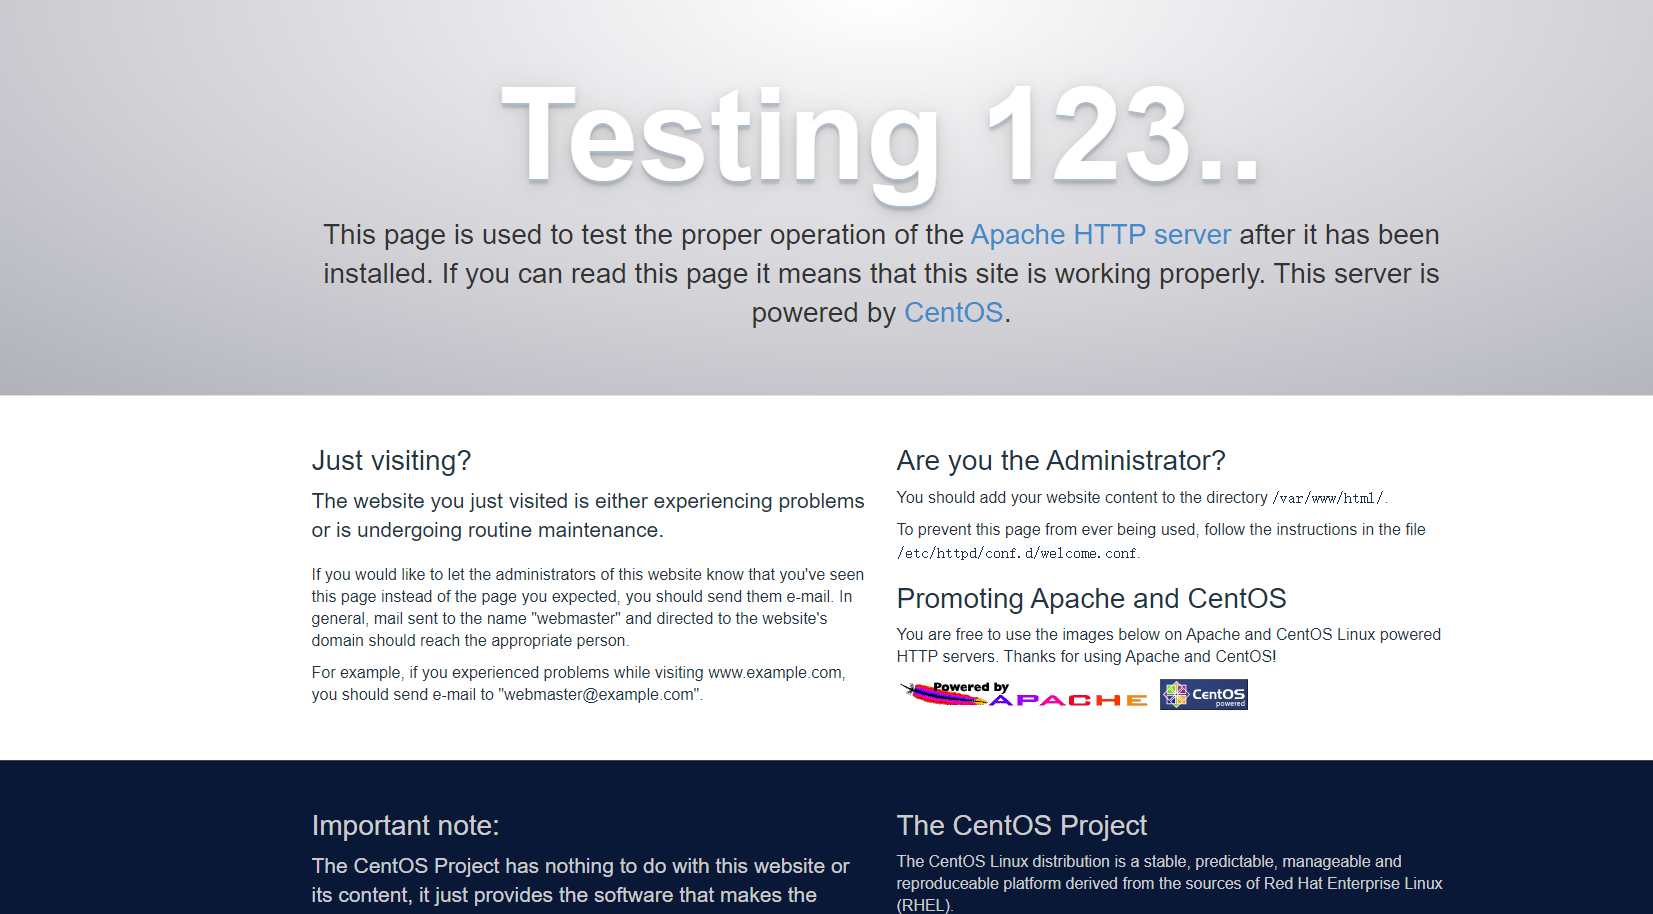 Testing 123..
This page is used to test the proper operation of the Apache HTTP server after it has been
installed. If you can read this page it means that this site is working properly. This server is
powered by CentOS.
Just visiting?
The website you just visited is either experiencing problems
or is undergoing routine maintenance.
If you would like to let the administrators of this website know that you've seen
this page instead of the page you expected, you should send them e-mail. In
general, mail sent to the name "webmaster" and directed to the website's
domain should reach the appropriate person.
For example, if you experienced problems while visiting www.example.com,
you should send e-mail to "webmaster@example.com".
Are you the Administrator?
You should add your website content to the directory /var/www/html/.
To prevent this page from ever being used, follow the instructions in the file
/etc/httpd/conf.d/welcome.conf.
Promoting Apache and CentOS
You are free to use the images below on Apache and CentOS Linux powered
HTTP servers. Thanks for using Apache and CentOS!
Powered by
APACHE
CentOS
powered
Important note:
The CentOS Project has nothing to do with this website or
its content, it just provides the software that makes the
The CentOS Project
The CentOS Linux distribution is a stable, predictable, manageable and
reproduceable platform derived from the sources of Red Hat Enterprise Linux
(RHEL).